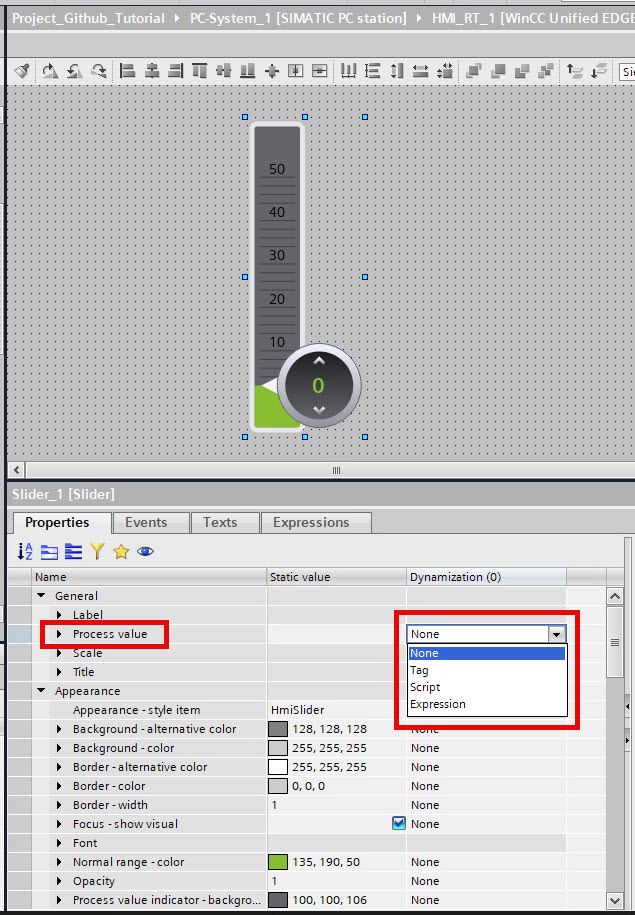 Project_Github_Tutorial PC-System_1 [SIMATIC PC station] HMI_RT_1 [WinCC Unified EDGE
50
40
30
20
10
0
Slider_1 [Slider]
Properties Events Texts Expressions
Name Static value Dynamization (0)
General
Label
Process value None
None
Scale
Tag
Title
Script
Expression
Appearance
Appearance - style item HmiSlider
Background - alternative color 128, 128, 128 None
Background - color 255, 255, 255 None
Border - alternative color 255, 255, 255 None
Border - color 0, 0, 0 None
Border - width 1 None
Focus - show visual None
Font
Normal range - color 135, 190, 50 None
Opacity 1 None
Process value indicator - backgro... 100, 100, 106 None